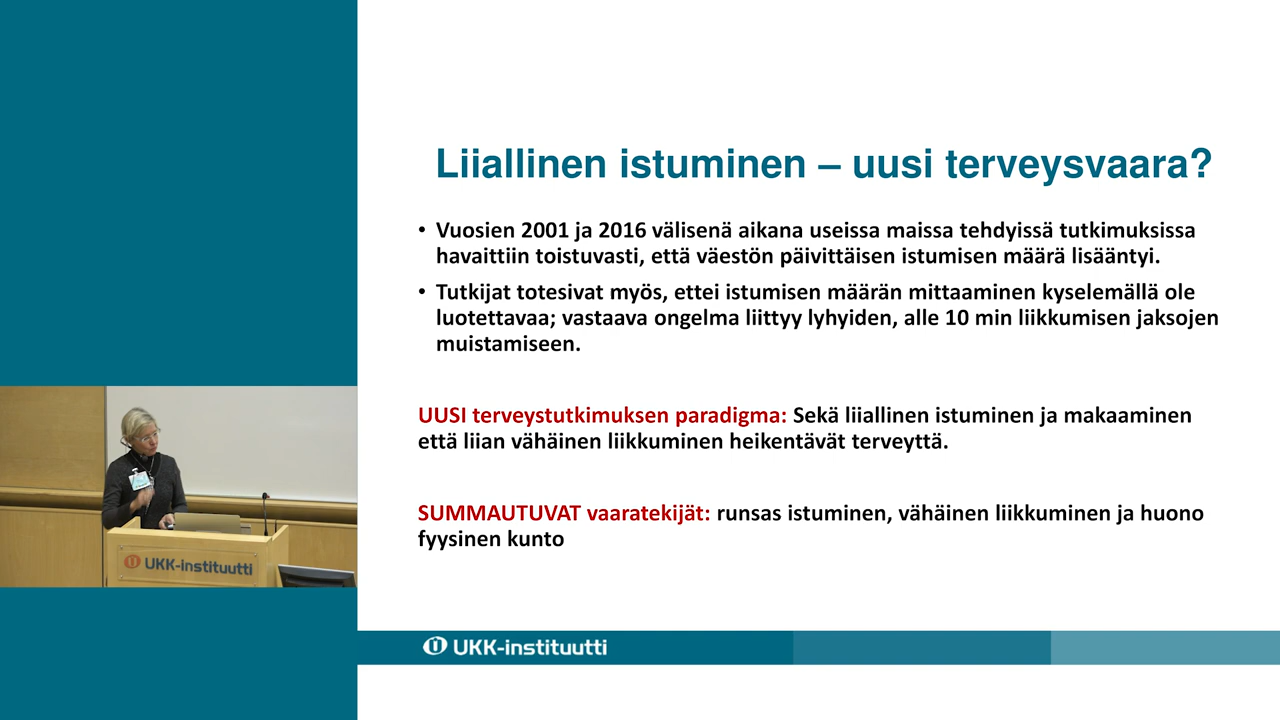 Liiallinen istuminen – uusi terveysvaara?
• Vuosien 2001 ja 2016 välisenä aikana useissa maissa tehdyissä tutkimuksissa
havaittiin toistuvasti, että väestön päivittäisen istumisen määrä lisääntyi.
• Tutkijat totesivat myös, ettei istumisen määrän mittaaminen kyselemällä ole
luotettavaa; vastaava ongelma liittyy lyhyiden, alle 10 min liikkumisen jaksojen
muistamiseen.
UUSI terveystutkimuksen paradigma: Sekä liiallinen istuminen ja makaaminen
että liian vähäinen liikkuminen heikentävät terveyttä.
SUMMAUTUVAT vaaratekijät: runsas istuminen, vähäinen liikkuminen ja huono
fyysinen kunto
UKK-instituutti
UKK-instituutti